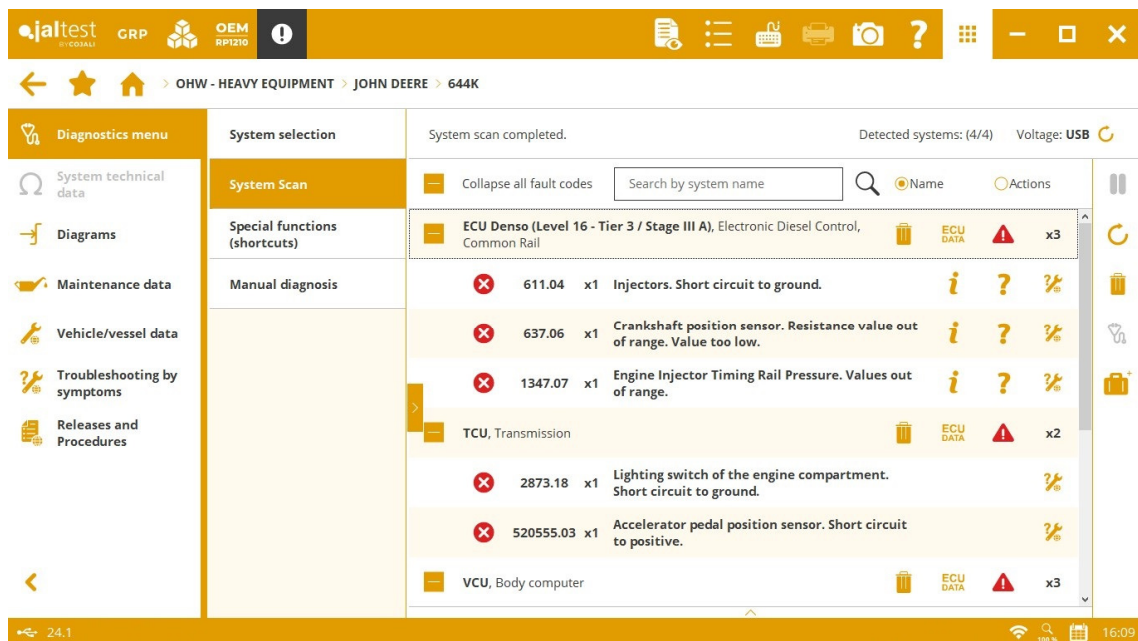 jaltest GRP OEM
BY COJALI RP1210
> OHW - HEAVY EQUIPMENT > JOHN DEERE > 644K
Diagnostics menu
System technical
data
Diagrams
Maintenance data
Vehicle/vessel data
Troubleshooting by
symptoms
Releases and
Procedures
System selection
System Scan
Special functions
(shortcuts)
Manual diagnosis
System scan completed. Detected systems: (4/4) Voltage: USB
Collapse all fault codes Search by system name Name Actions
ECU Denso (Level 16 - Tier 3 / Stage III A), Electronic Diesel Control,
Common Rail
ECU
DATA
x3
611.04 x1 Injectors. Short circuit to ground.
637.06 x1 Crankshaft position sensor. Resistance value out
of range. Value too low.
1347.07 x1 Engine Injector Timing Rail Pressure. Values out
of range.
TCU, Transmission
ECU
DATA
x2
2873.18 x1 Lighting switch of the engine compartment.
Short circuit to ground.
520555.03 x1 Accelerator pedal position sensor. Short circuit
to positive.
VCU, Body computer
ECU
DATA
x3
24.1 100 % 16:09